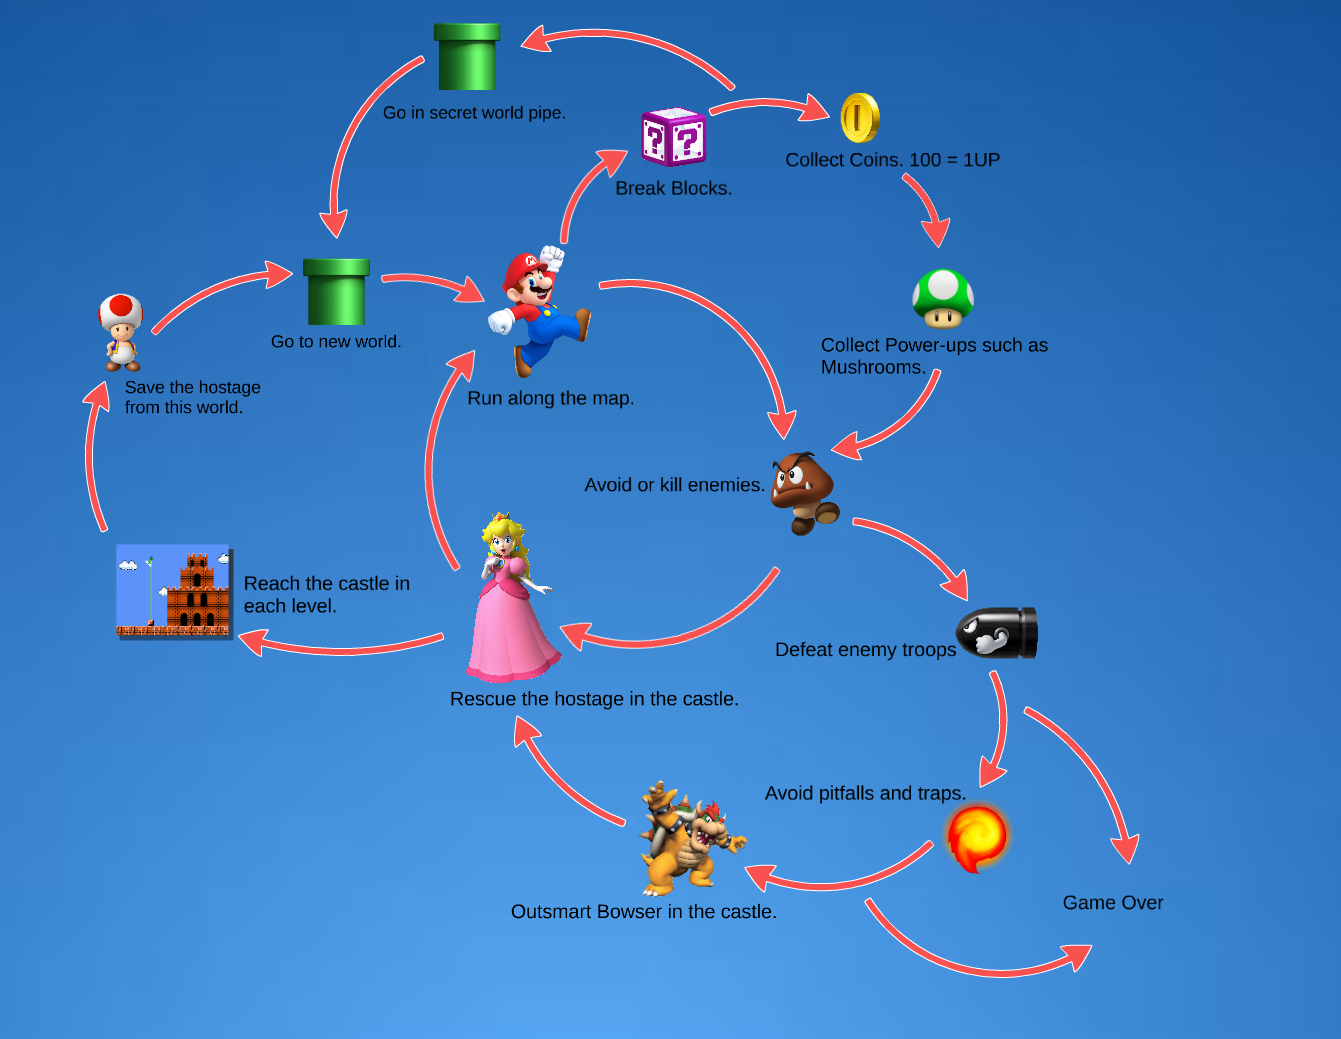 Go in secret world pipe.
? ?
Collect Coins. 100 = 1UP
Break Blocks.
M
Go to new world.
Collect Power-ups such as
Mushrooms.
Save the hostage
from this world.
Run along the map.
Avoid or kill enemies.
Reach the castle in
each level.
Defeat enemy troops
Rescue the hostage in the castle.
Avoid pitfalls and traps.
Outsmart Bowser in the castle.
Game Over